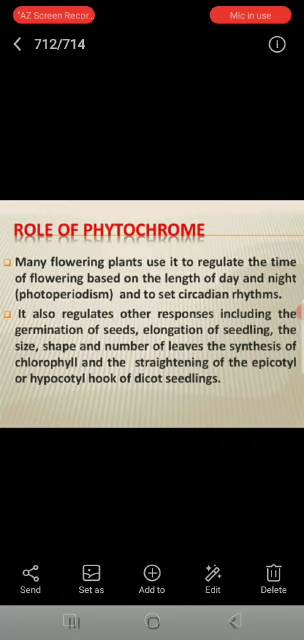 "AZ Screen Recor..
Mic in use
712/714
ROLE OF PHYTOCHROME
Many flowering plants use it to regulate the time
of flowering based on the length of day and night
(photoperiodism) and to set circadian rhythms.
It also regulates other responses including the
germination of seeds, elongation of seedling, the
size, shape and number of leaves the synthesis of
chlorophyll and the straightening of the epicotyl
or hypocotyl hook of dicot seedlings.
Send Set as Add to Edit Delete